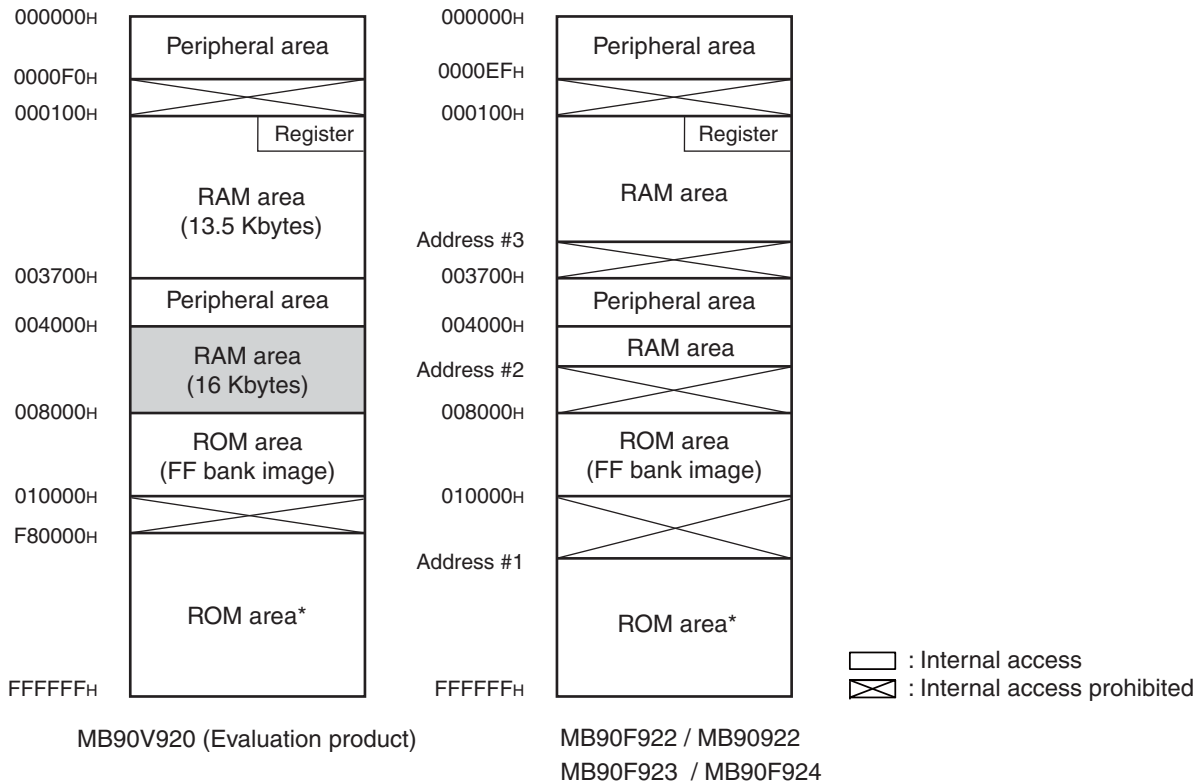 000000H
Peripheral area
0000F0H
000100H
Register
RAM area
(13.5 Kbytes)
003700H
Peripheral area
004000H
RAM area
(16 Kbytes)
008000H
ROM area
(FF bank image)
010000H
F80000H
ROM area*
FFFFFFH
MB90V920 (Evaluation product)
000000H
Peripheral area
0000EFH
000100H
Register
RAM area
Address #3
003700H
Peripheral area
004000H
RAM area
Address #2
008000H
ROM area
(FF bank image)
010000H
Address #1
ROM area*
FFFFFFH
MB90F922 / MB90922
MB90F923 / MB90F924
: Internal access
: Internal access prohibited